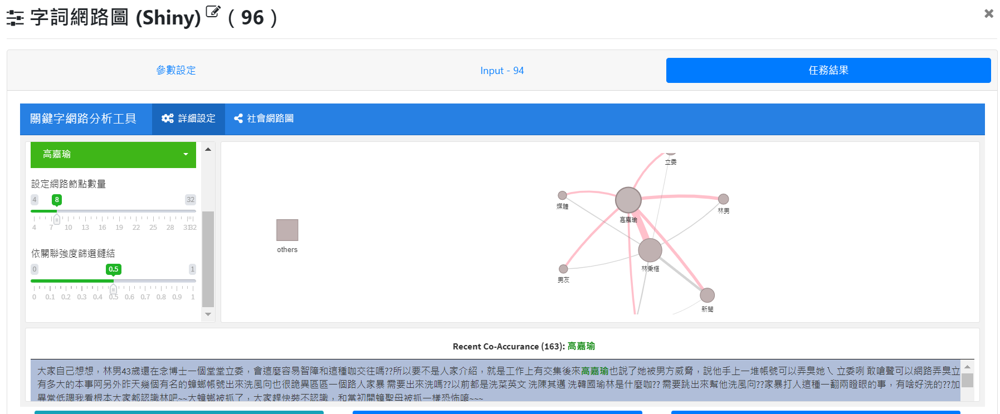 字詞網路圖 (Shiny) ( 96 )
參數設定
Input - 94
任務結果
關鍵字網路分析工具
詳細設定
社會網路圖
高嘉瑜
設定網路節點數量
4 8 32
4 7 10 13 16 19 22 25 28 31 32
依關聯強度篩選鏈結
0 0.5 1
0 0.1 0.2 0.3 0.4 0.5 0.6 0.7 0.8 0.9 1
others
立委
媒體
高嘉瑜
林男
林秉樞
男友
新聞
Recent Co-Accurance (163): 高嘉瑜
大家自己想想，林男43歲還在念博士一個堂堂立委，會這麼容易智障和這種咖交往嗎??所以要不是人家介紹，就是工作上有交集後來高嘉瑜也說了她被男方威脅，說他手上一堆帳號可以弄臭她ㄟ 立委咧 敢嗆聲可以網路弄臭立
有多大的本事阿另外昨天幾個有名的蟑螂帳號出來洗風向也很詭異區區一個路人家暴 需要出來洗嗎??以前都是洗菜英文 洗陳其邁 洗韓國瑜林是什麼咖?? 需要跳出來幫他洗風向??家暴打人這種一翻兩瞪眼的事，有啥好洗的??加
異常低調我看根本大家都認識林吧~~大蟑螂被抓了，大家趕快裝不認識，和當初開蟑聖母被抓一樣恐怖唷~~~